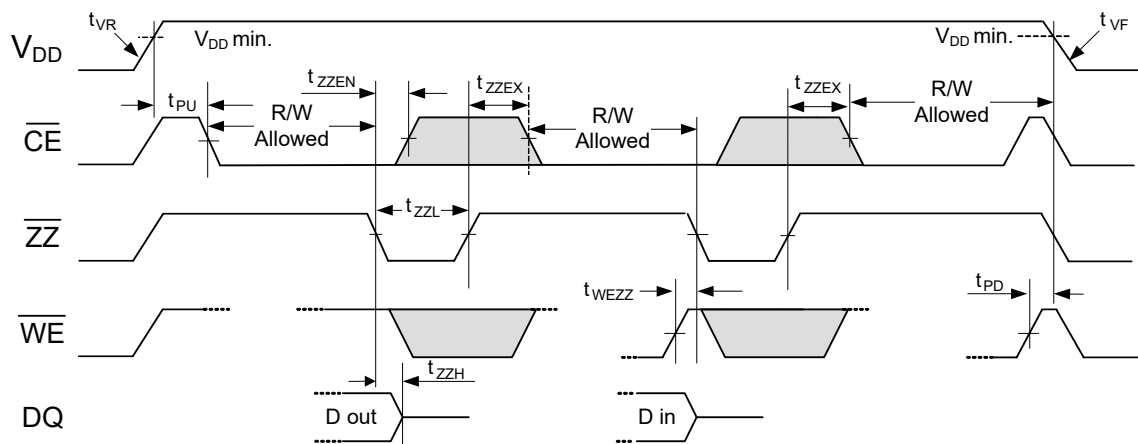 tVR
VDD
VDD min.
VDD min.
tVF
tZZEN
tZZEX
tZZEX
tPU
R/W
Allowed
R/W
Allowed
R/W
Allowed
CE
tZZL
ZZ
tWEZZ
tPD
WE
tZZH
DQ
D out
D in